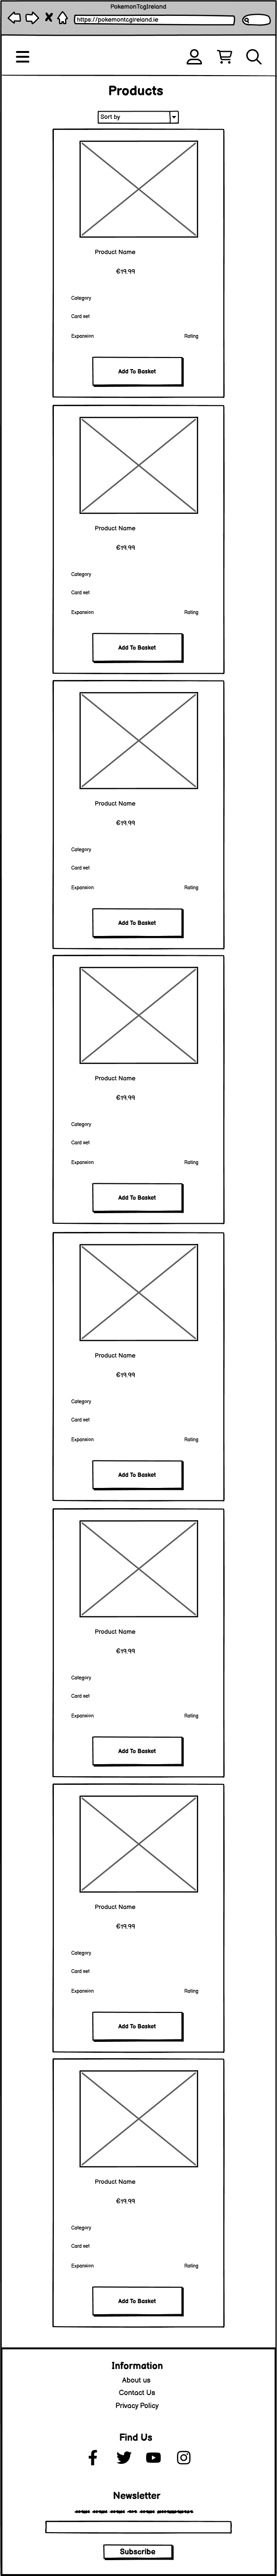 PokemonTcgIreland
https://pokemontcgireland.ie
Products
Sort by
Product Name
€19.99
Category
Card set
Expansion Rating
Add To Basket
Product Name
€19.99
Category
Card set
Expansion Rating
Add To Basket
Product Name
€19.99
Category
Card set
Expansion Rating
Add To Basket
Product Name
€19.99
Category
Card set
Expansion Rating
Add To Basket
Product Name
€19.99
Category
Card set
Expansion Rating
Add To Basket
Product Name
€19.99
Category
Card set
Expansion Rating
Add To Basket
Product Name
€19.99
Category
Card set
Expansion Rating
Add To Basket
Product Name
€19.99
Category
Card set
Expansion Rating
Add To Basket
Information
About us
Contact Us
Privacy Policy
Find Us
Newsletter
Subscribe